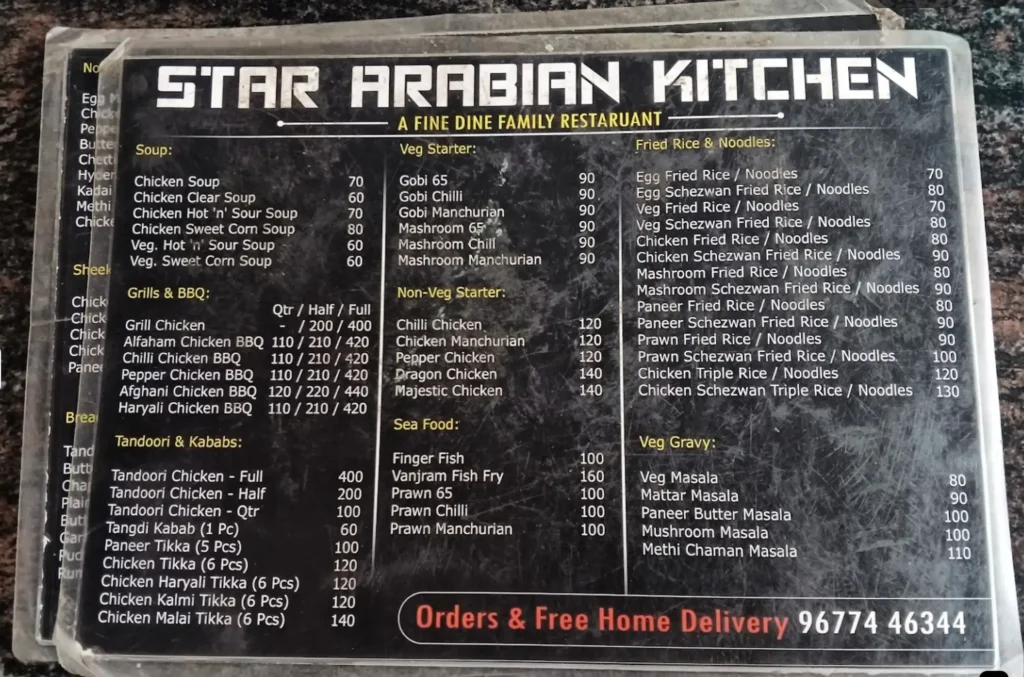 STAR ARABIAN KITCHEN
A FINE DINE FAMILY RESTARUANT
Soup:
Chicken Soup 70
Chicken Clear Soup 60
Chicken Hot 'n' Sour Soup 70
Chicken Sweet Corn Soup 80
Veg. Hot 'n' Sour Soup 60
Veg. Sweet Corn Soup 60
Grills & BBQ:
Qtr / Half / Full
Grill Chicken - / 200 / 400
Alfaham Chicken BBQ 110 / 210 / 420
Chilli Chicken BBQ 110 / 210 / 420
Pepper Chicken BBQ 110 / 210 / 420
Afghani Chicken BBQ 120 / 220 / 440
Haryali Chicken BBQ 110 / 210 / 420
Tandoori & Kababs:
Tandoori Chicken - Full 400
Tandoori Chicken - Half 200
Tandoori Chicken - Qtr 100
Tangdi Kabab (1 Pc) 60
Paneer Tikka (5 Pcs) 100
Chicken Tikka (6 Pcs) 120
Chicken Haryali Tikka (6 Pcs) 120
Chicken Kalmi Tikka (6 Pcs) 120
Chicken Malai Tikka (6 Pcs) 140
Veg Starter:
Gobi 65 90
Gobi Chilli 90
Gobi Manchurian 90
Mashroom 65 90
Mashroom Chill 90
Mashroom Manchurian 90
Non-Veg Starter:
Chilli Chicken 120
Chicken Manchurian 120
Pepper Chicken 120
Dragon Chicken 140
Majestic Chicken 140
Sea Food:
Finger Fish 100
Vanjram Fish Fry 160
Prawn 65 100
Prawn Chilli 100
Prawn Manchurian 100
Fried Rice & Noodles:
Egg Fried Rice / Noodles 70
Egg Schezwan Fried Rice / Noodles 80
Veg Fried Rice / Noodles 70
Veg Schezwan Fried Rice / Noodles 80
Chicken Fried Rice / Noodles 80
Chicken Schezwan Fried Rice / Noodles 90
Mashroom Fried Rice / Noodles 80
Mashroom Schezwan Fried Rice / Noodles 90
Paneer Fried Rice / Noodles 80
Paneer Schezwan Fried Rice / Noodles 90
Prawn Fried Rice / Noodles 90
Prawn Schezwan Fried Rice / Noodles 100
Chicken Triple Rice / Noodles 120
Chicken Schezwan Triple Rice / Noodles 130
Veg Gravy:
Veg Masala 80
Mattar Masala 90
Paneer Butter Masala 100
Mushroom Masala 100
Methi Chaman Masala 110
Orders & Free Home Delivery 96774 46344